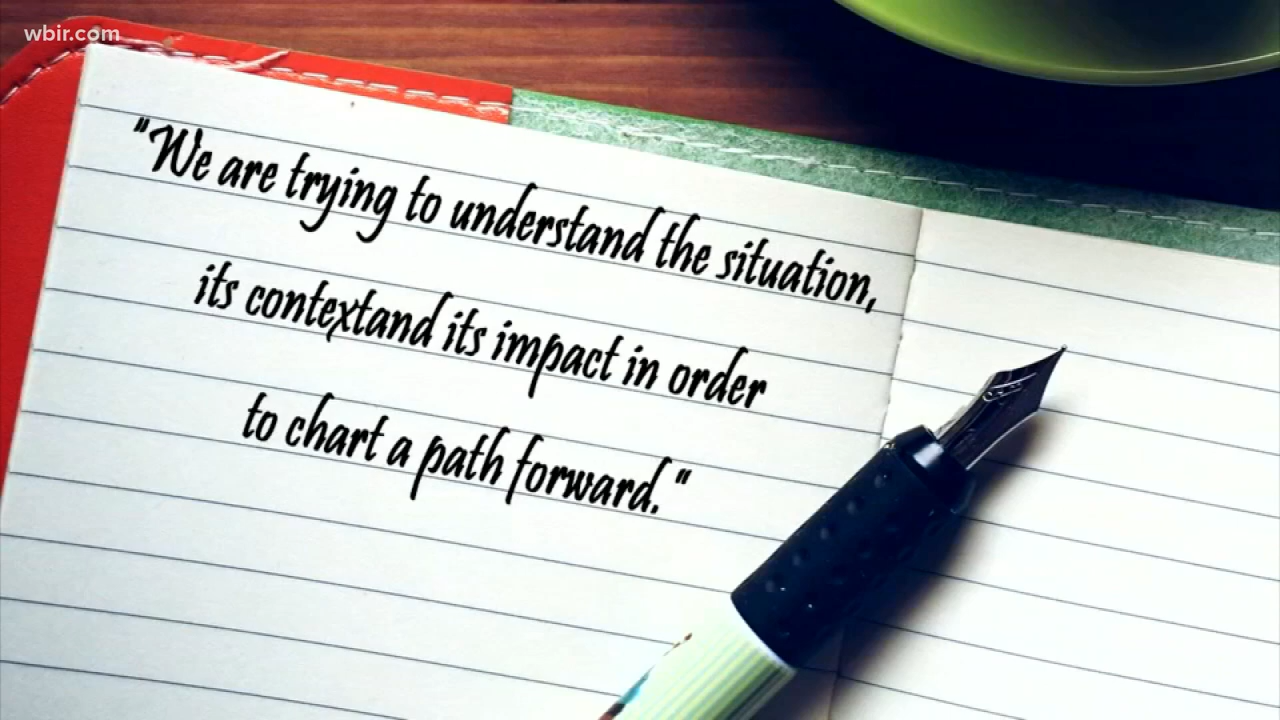 wbir.com
"We are trying to understand the situation,
its contextand its impact in order
to chart a path forward."